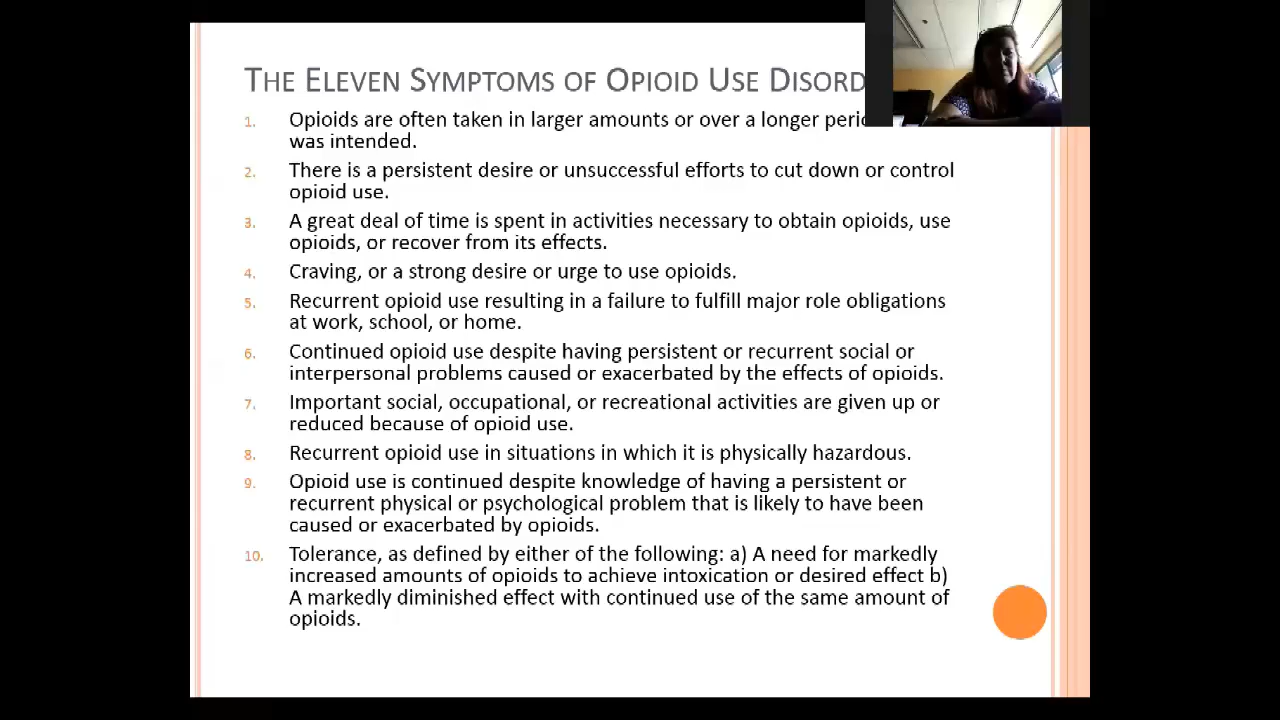 THE ELEVEN SYMPTOMS OF OPIOID USE
1. Opioids are often taken in larger amounts or over a longer
was intended.
2. There is a persistent desire or unsuccessful efforts to cut down or control
opioid use.
3. A great deal of time is spent in activities necessary to obtain opioids, use
opioids, or recover from its effects.
4. Craving, or a strong desire or urge to use opioids.
5. Recurrent opioid use resulting in a failure to fulfill major role obligations
at work, school, or home.
6. Continued opioid use despite having persistent or recurrent social or
interpersonal problems caused or exacerbated by the effects of opioids.
7. Important social, occupational, or recreational activities are given up or
reduced because of opioid use.
8. Recurrent opioid use in situations in which it is physically hazardous.
9. Opioid use is continued despite knowledge of having a persistent or
recurrent physical or psychological problem that is likely to have been
caused or exacerbated by opioids.
10. Tolerance, as defined by either of the following: a) A need for markedly
increased amounts of opioids to achieve intoxication or desired effect b)
A markedly diminished effect with continued use of the same amount of
opioids.